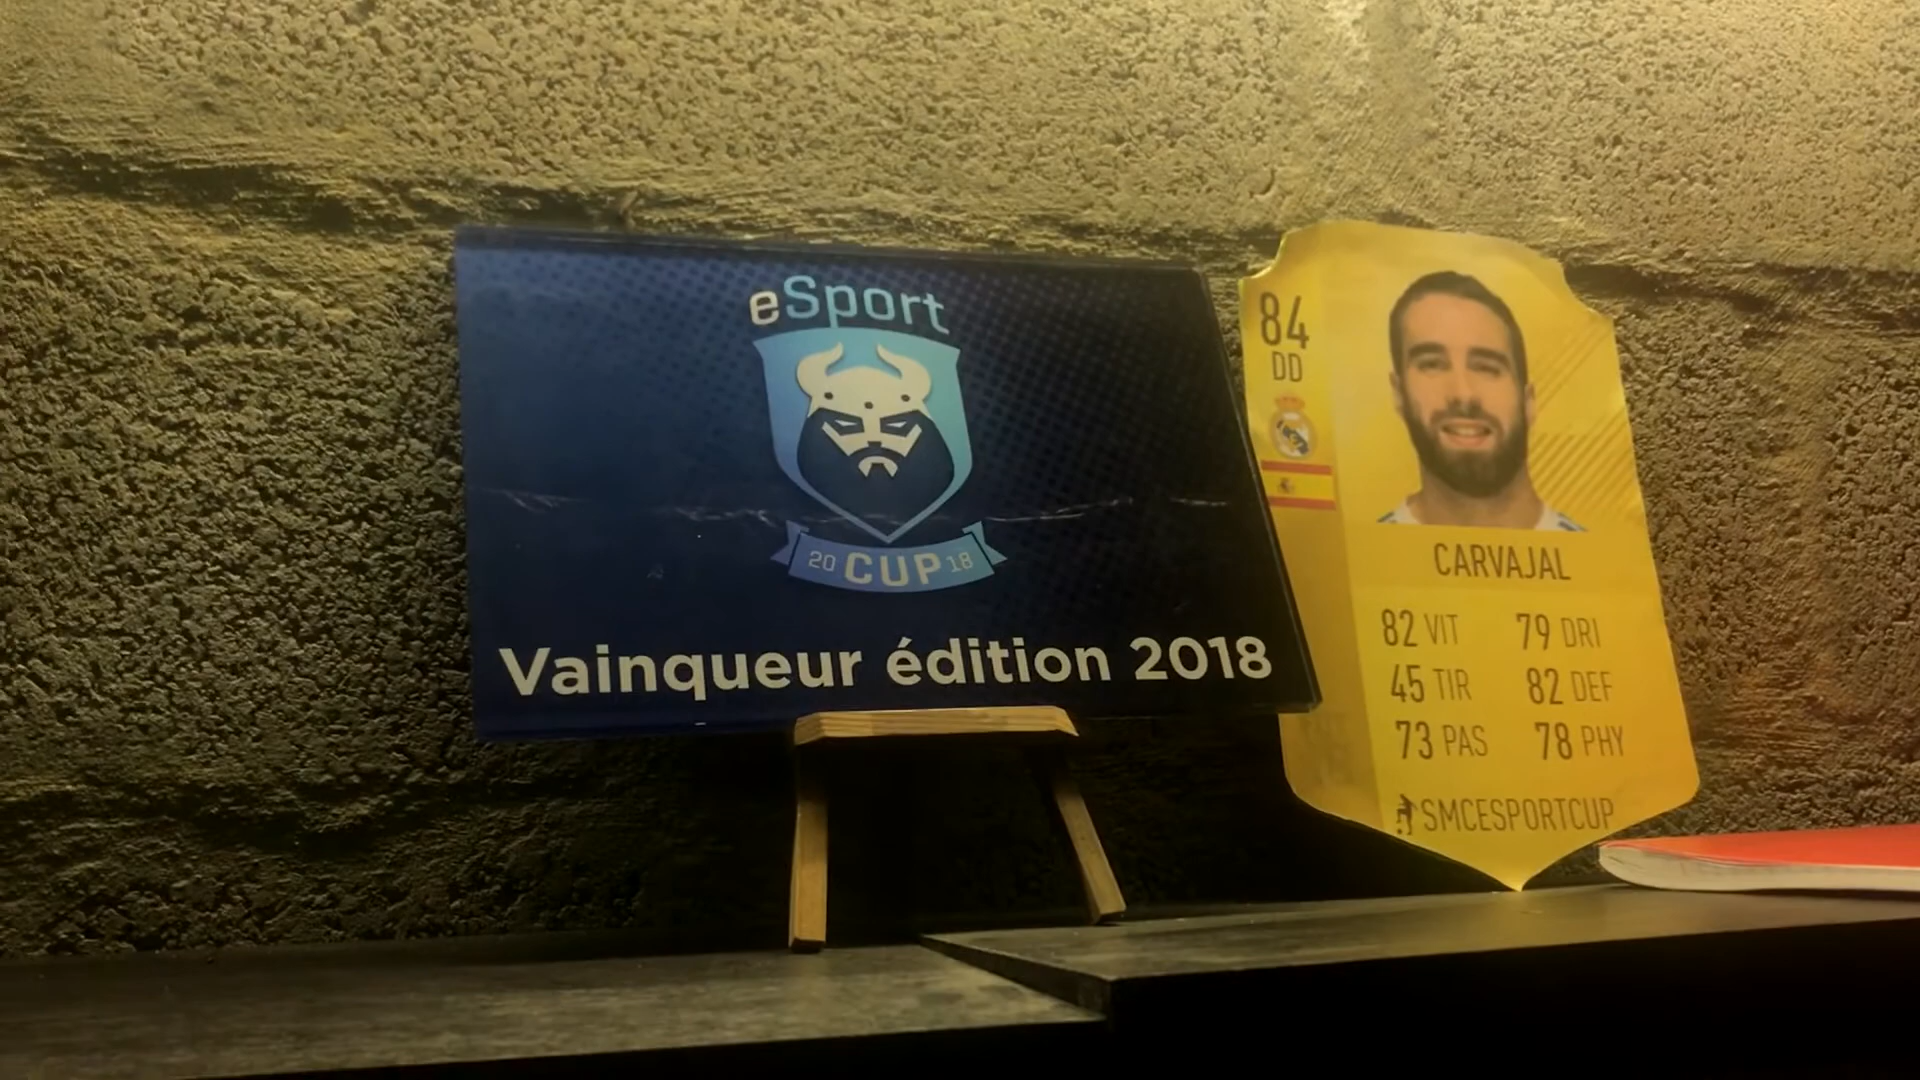 eSport
20 CUP 18
Vainqueur édition 2018
84
DD
CARVAJAL
82 VIT 79 DRI
45 TIR 82 DEF
73 PAS 78 PHY
SMCESPORTCUP